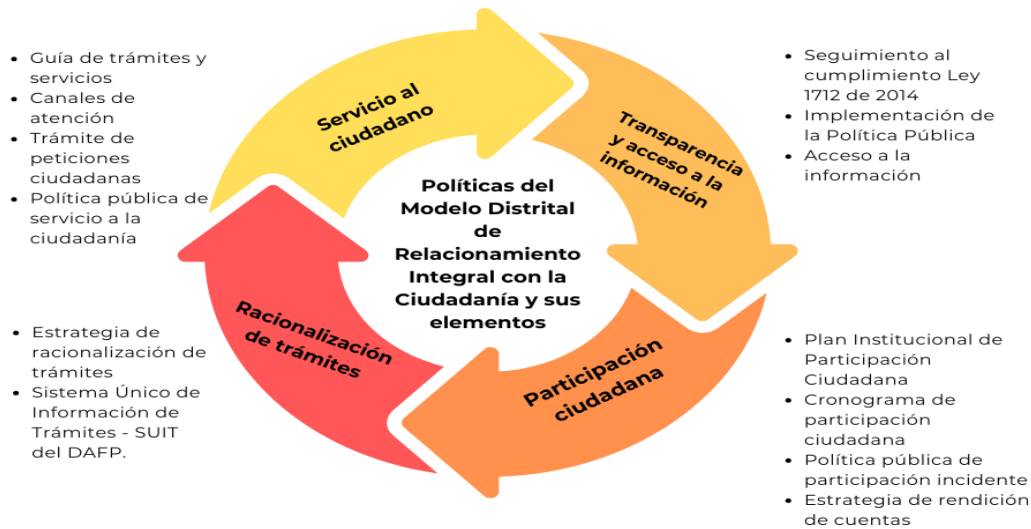 • Guía de trámites y
servicios
• Canales de
atención
• Trámite de
peticiones
ciudadanas
• Política pública de
servicio a la
ciudadanía
Servicio al
ciudadano
Transparencia
y acceso a la
información
• Seguimiento al
cumplimiento Ley
1712 de 2014
• Implementación de
la Política Pública
• Acceso a la
información
Políticas del
Modelo Distrital
de
Relacionamiento
Integral con la
Ciudadanía y sus
elementos
• Estrategia de
racionalización de
trámites
• Sistema Único de
Información de
Trámites - SUIT
del DAFP.
Racionalización
de trámites
Participación
ciudadana
• Plan Institucional de
Participación
Ciudadana
• Cronograma de
participación
ciudadana
• Política pública de
participación incidente
• Estrategia de rendición
de cuentas